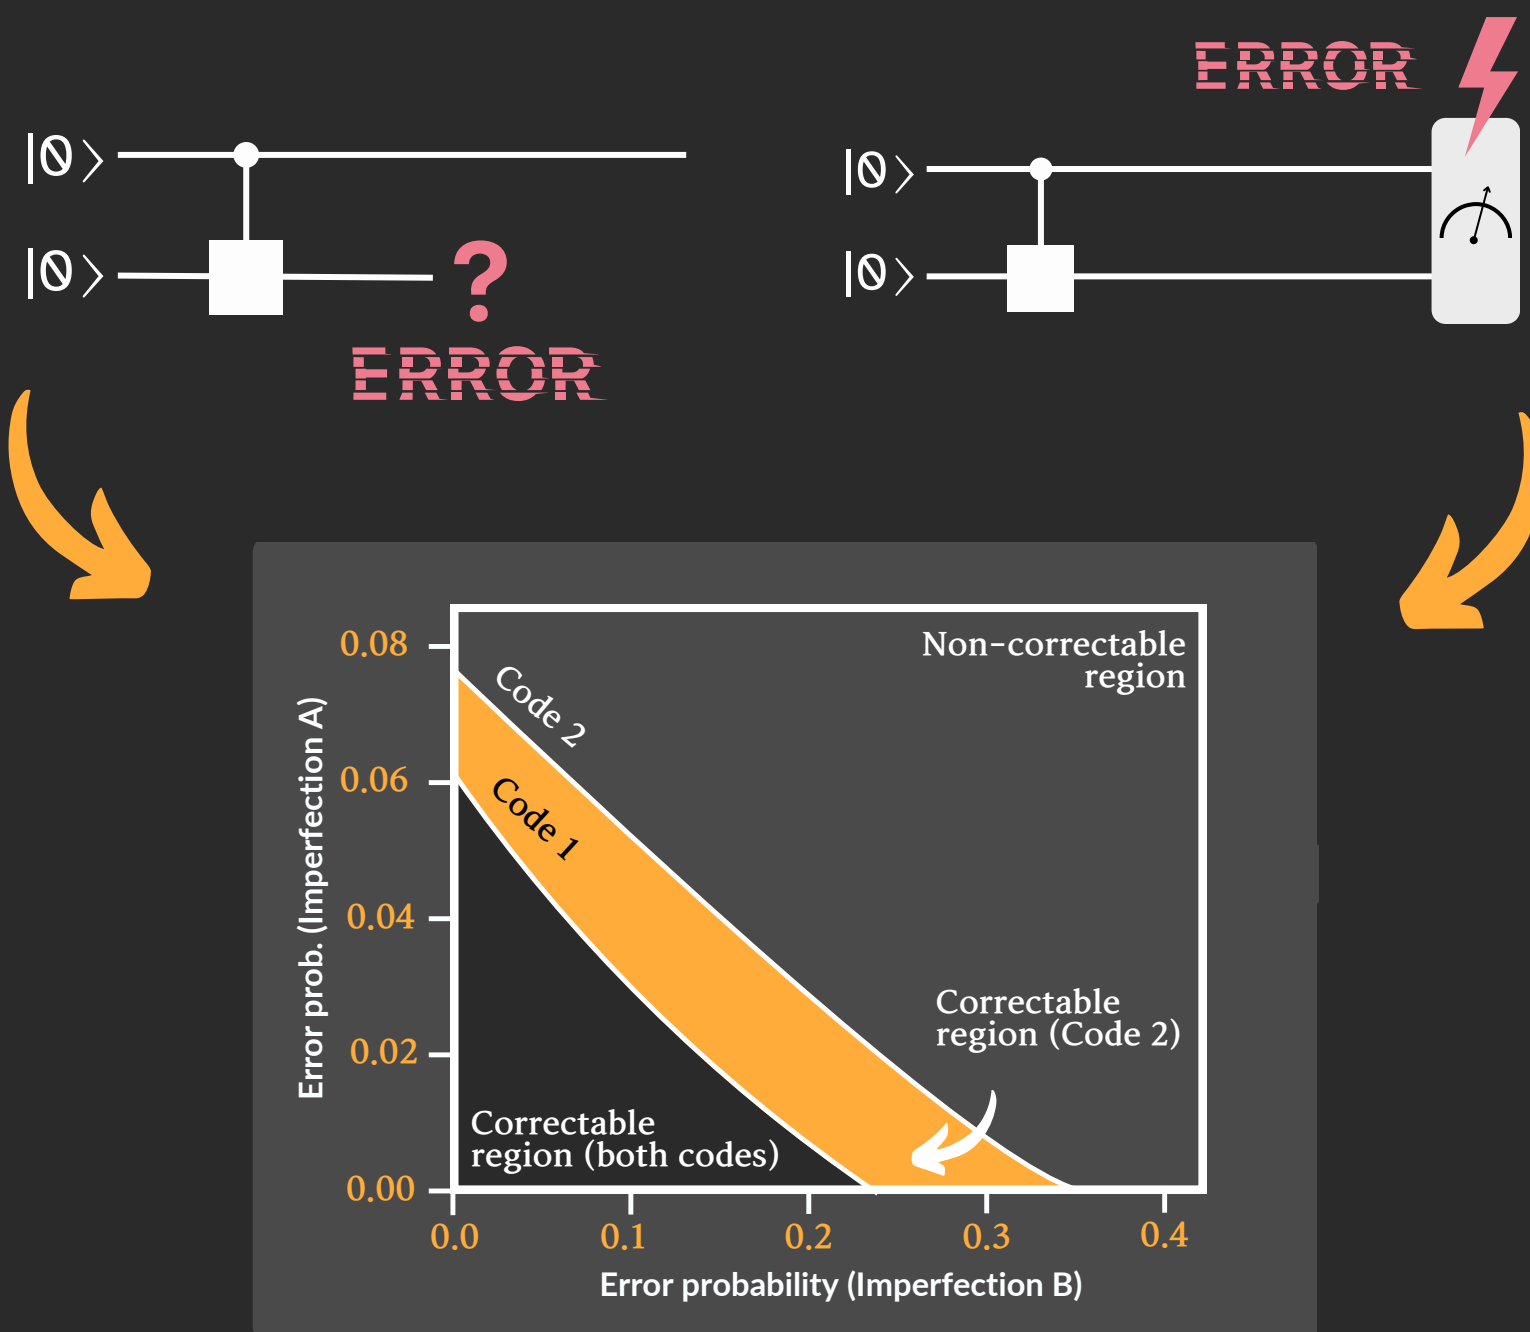 ERROR
|0⟩
|0⟩
?
ERROR
|0⟩
|0⟩
Error prob. (Imperfection A)
0.08
0.06
0.04
0.02
0.00
Code 2
Code 1
Non-correctable
region
Correctable
region (Code 2)
Correctable
region (both codes)
0.0 0.1 0.2 0.3 0.4
Error probability (Imperfection B)